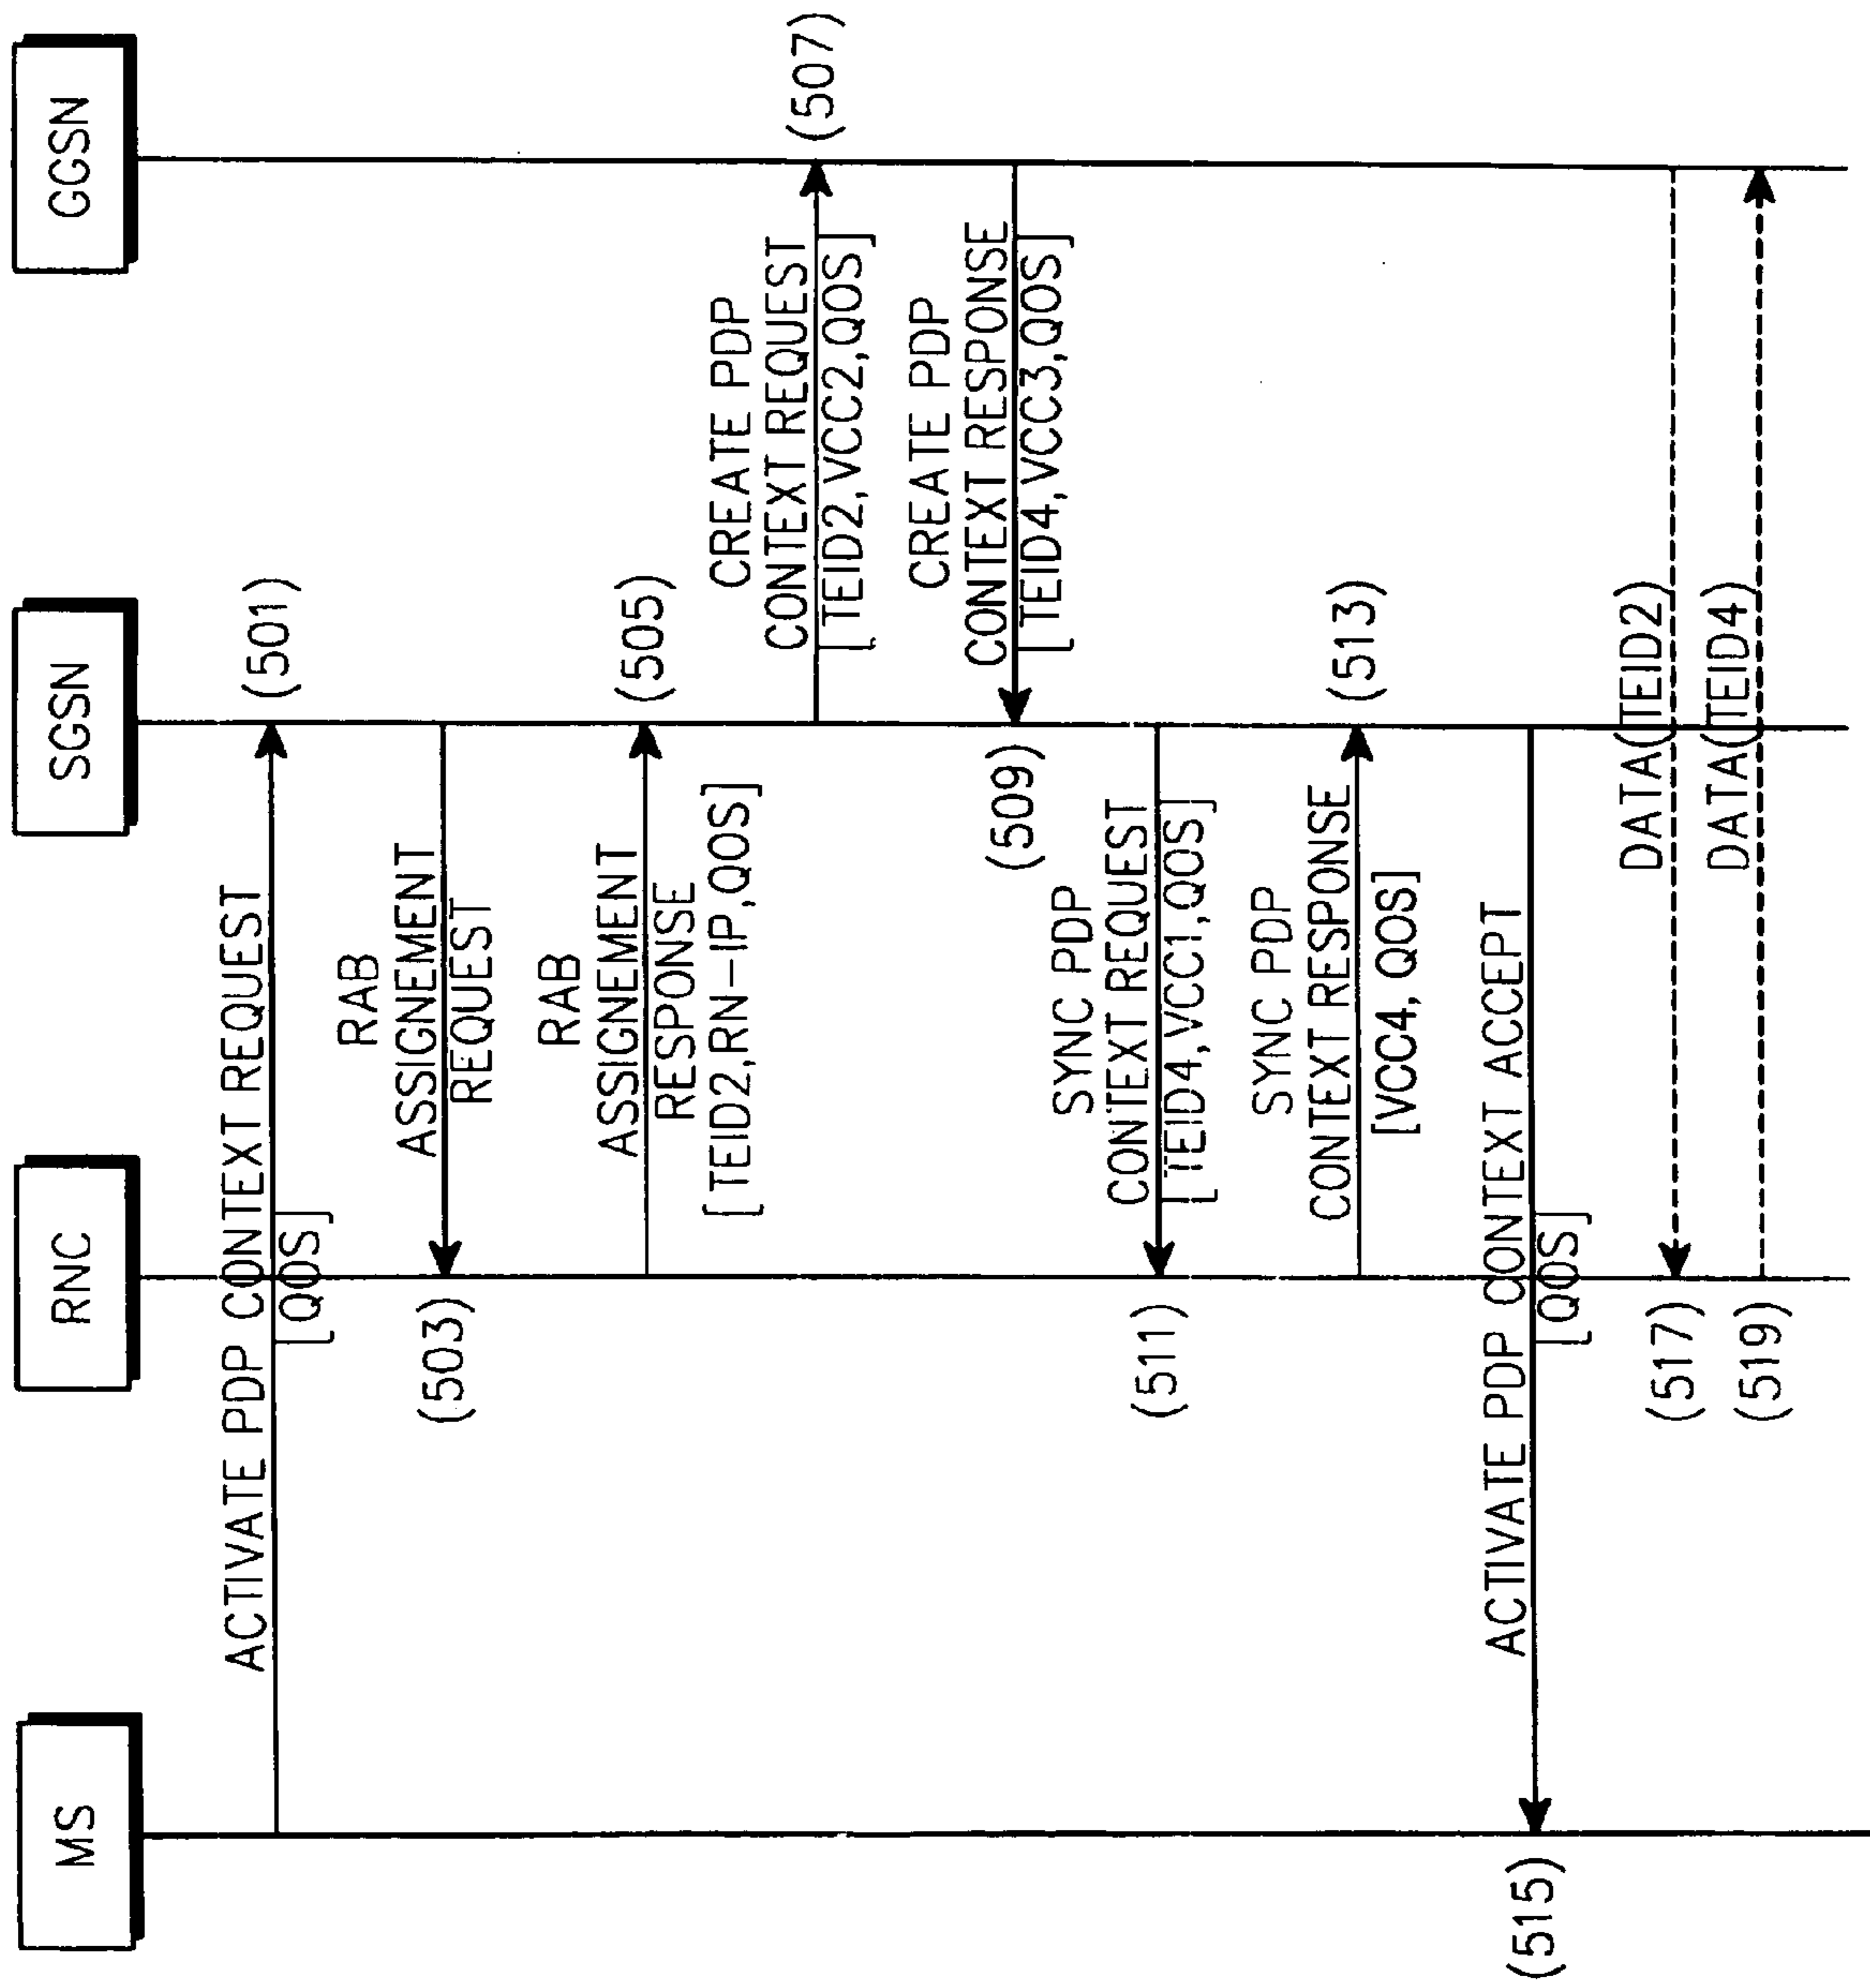 MS
RNC
SGSN
GGSN
ACTIVATE PDP CONTEXT REQUEST
[QOS]
(501)
RAB
ASSIGNEMENT
REQUEST
(503)
RAB
ASSIGNEMENT
RESPONSE
[TEID2,RN-IP,QOS]
(505)
CREATE PDP
CONTEXT REQUEST
[TEID2,VCC2,QOS]
(507)
CREATE PDP
CONTEXT RESPONSE
[TEID4,VCC3,QOS]
(509)
SYNC PDP
CONTEXT REQUEST
[TEID4,VCC1,QOS]
(511)
SYNC PDP
CONTEXT RESPONSE
[VCC4,QOS]
(513)
ACTIVATE PDP CONTEXT ACCEPT
[QOS]
(515)
DATA(TEID2)
(517)
DATA(TEID4)
(519)